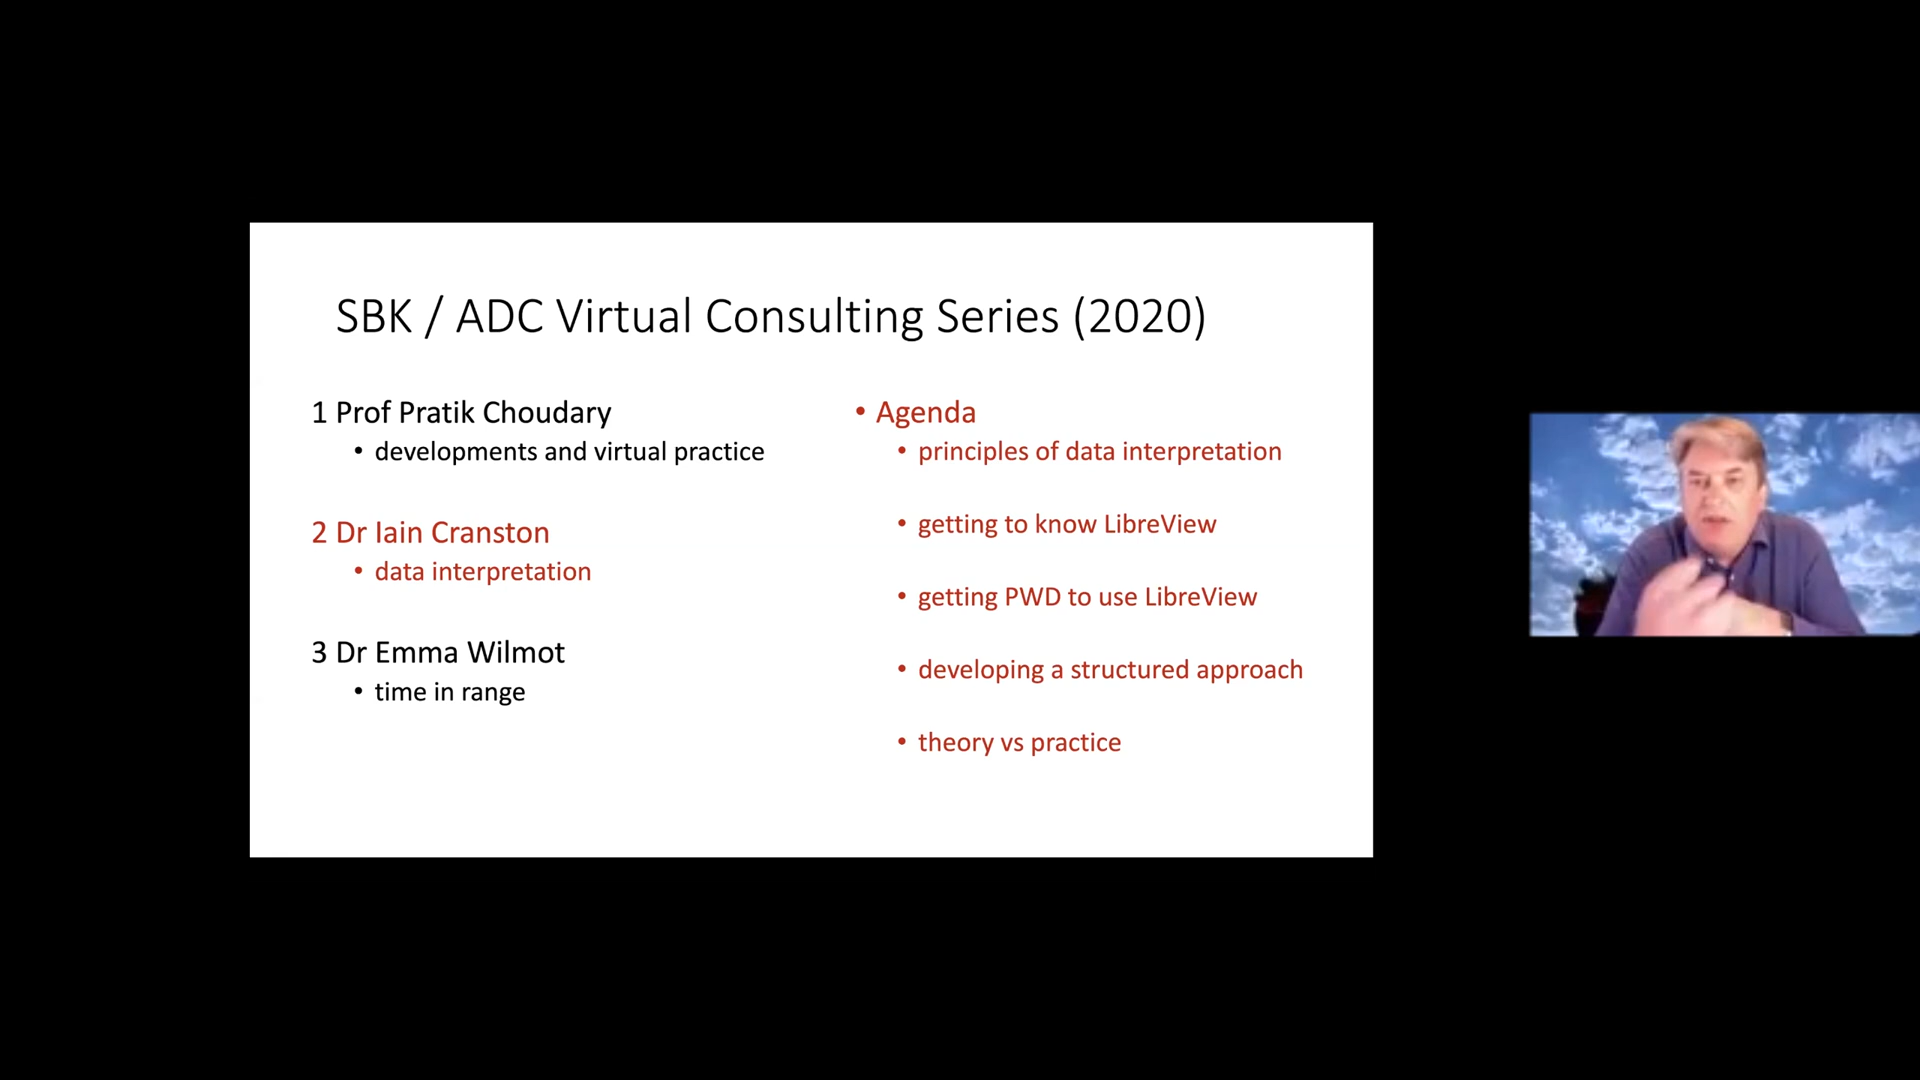 SBK / ADC Virtual Consulting Series (2020)
1 Prof Pratik Choudary
• developments and virtual practice
2 Dr Iain Cranston
• data interpretation
3 Dr Emma Wilmot
• time in range
• Agenda
• principles of data interpretation
• getting to know LibreView
• getting PWD to use LibreView
• developing a structured approach
• theory vs practice